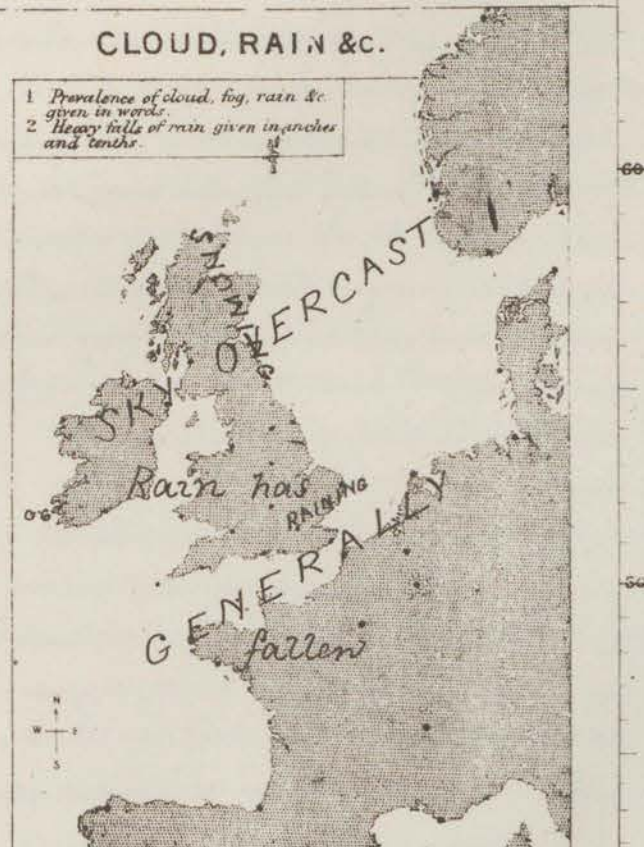 CLOUD, RAIN &c.
1 Prevalence of cloud, fog, rain &c.
given in words.
2 Heavy falls of rain given in inches
and tenths.
60
SNOWING
SKY OVERCAST
Rain has
RAINING
0·6
GENERALLY
fallen
N
W E
S